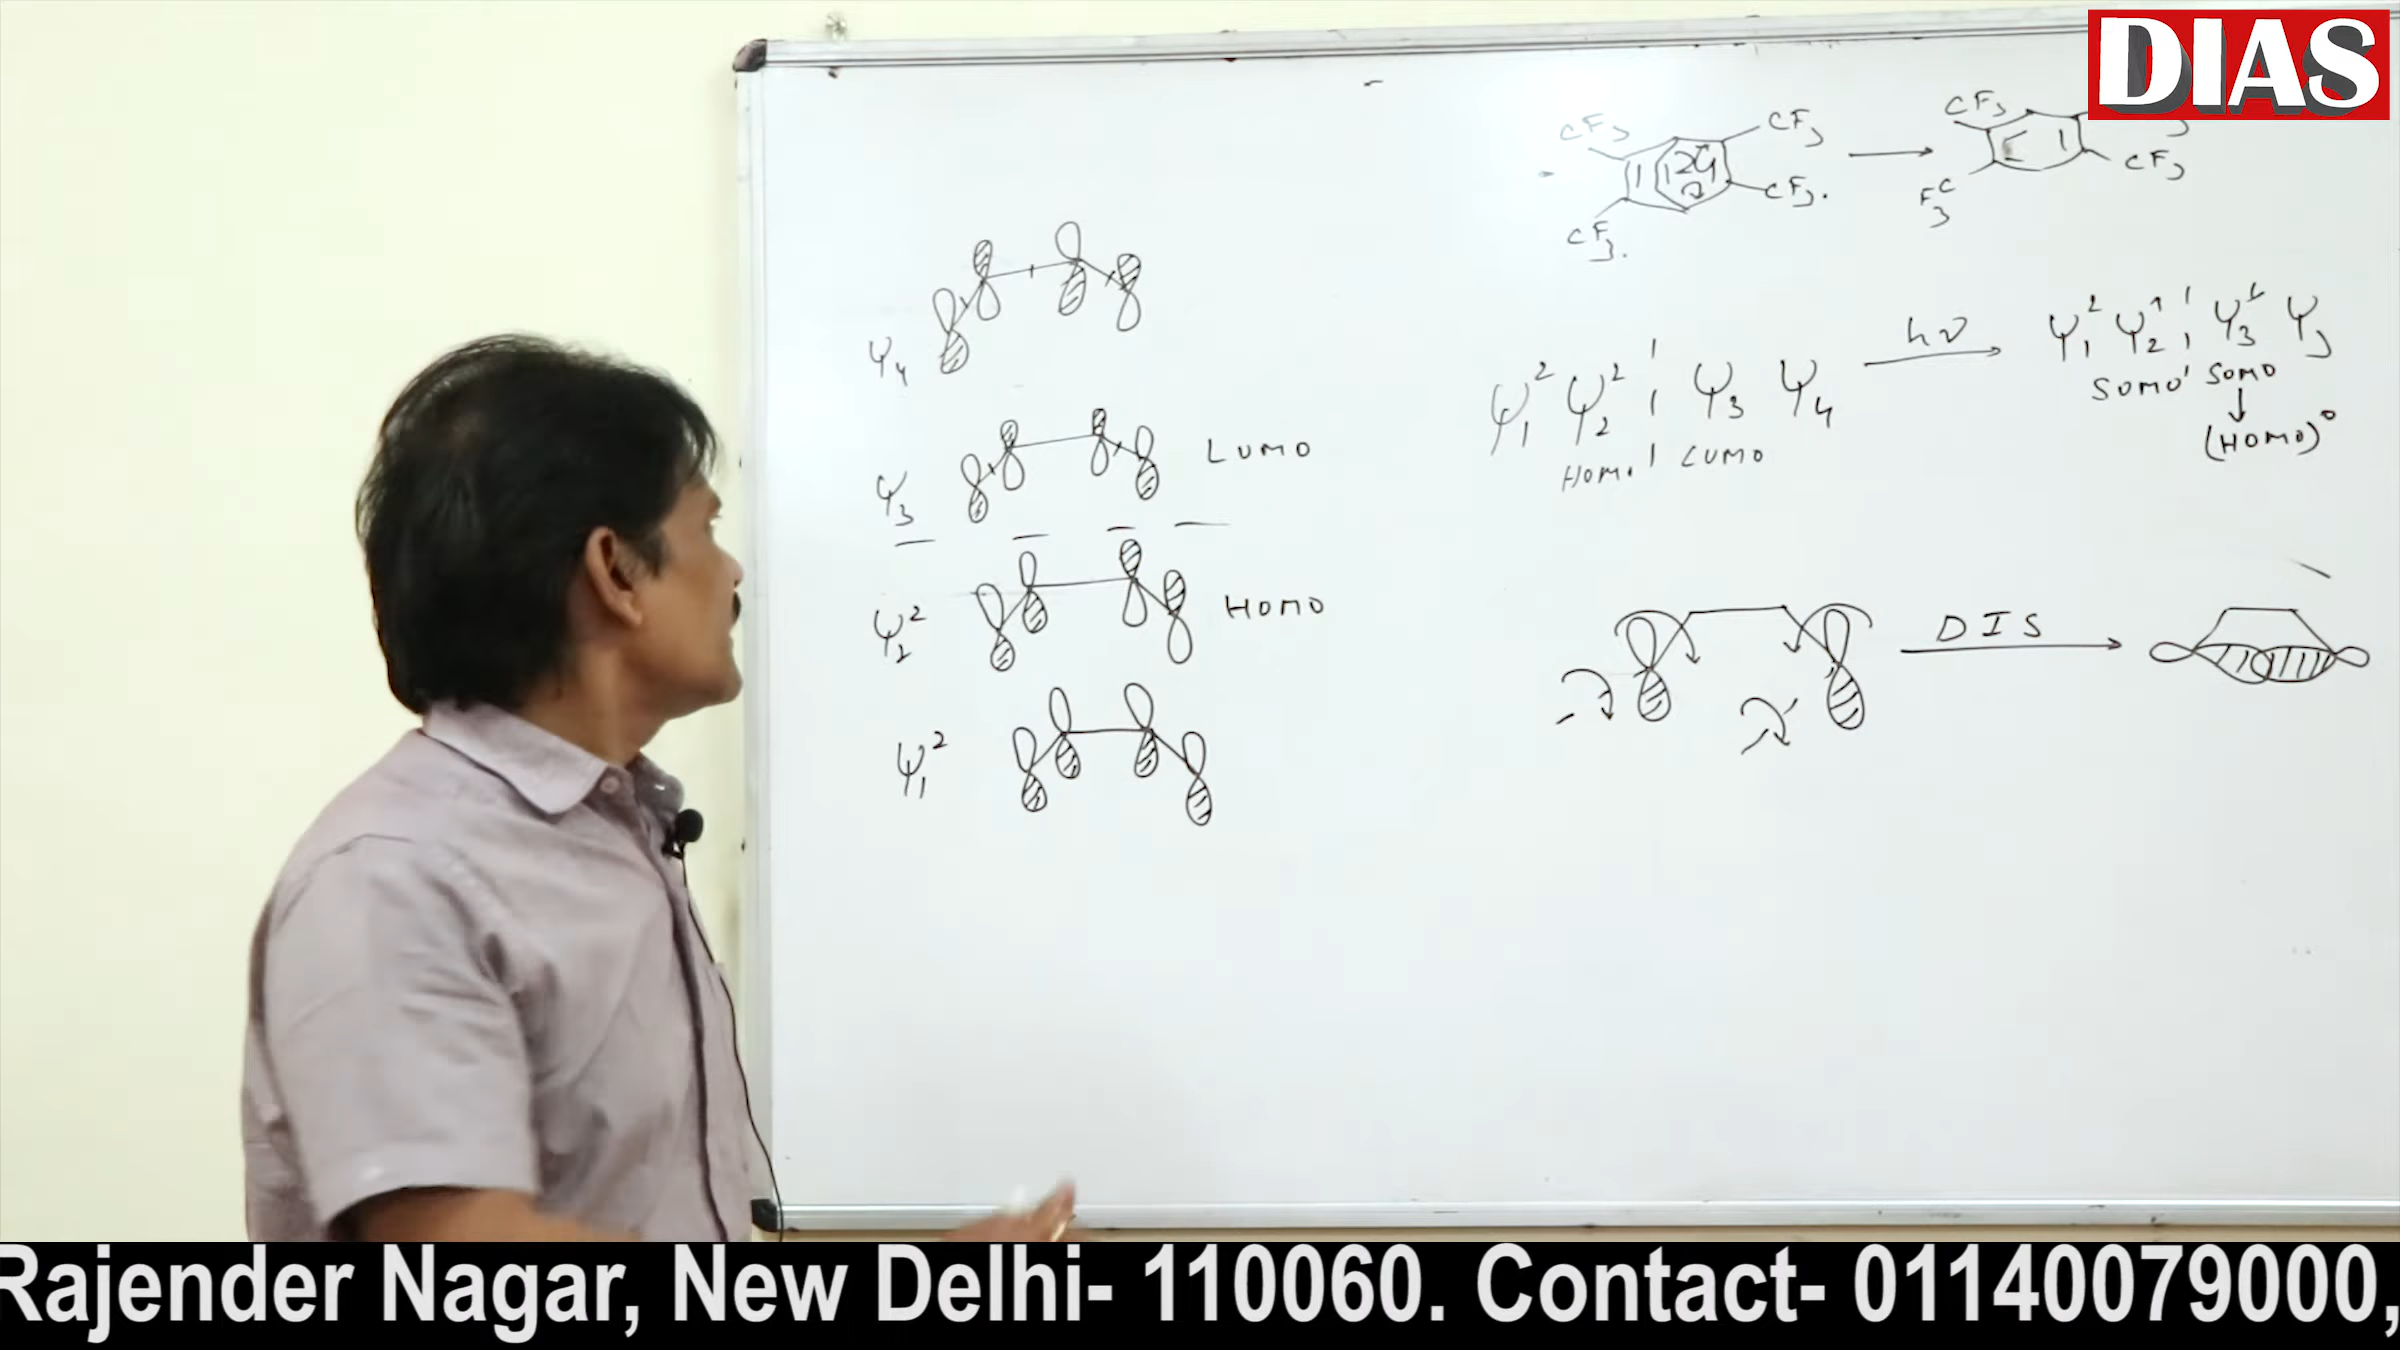 DIAS
CF3 CF3 CF3
CF3 CF3.
F3C CF3
CF3.
hν
Ψ1² Ψ2¹ Ψ3¹
SOMO' SOMO
(HOMO)
Ψ1² Ψ2² Ψ3 Ψ4
HOMO LUMO
Ψ4
Ψ3 LUMO
Ψ2² HOMO
DIS
Ψ1²
Rajender Nagar, New Delhi- 110060. Contact- 01140079000,